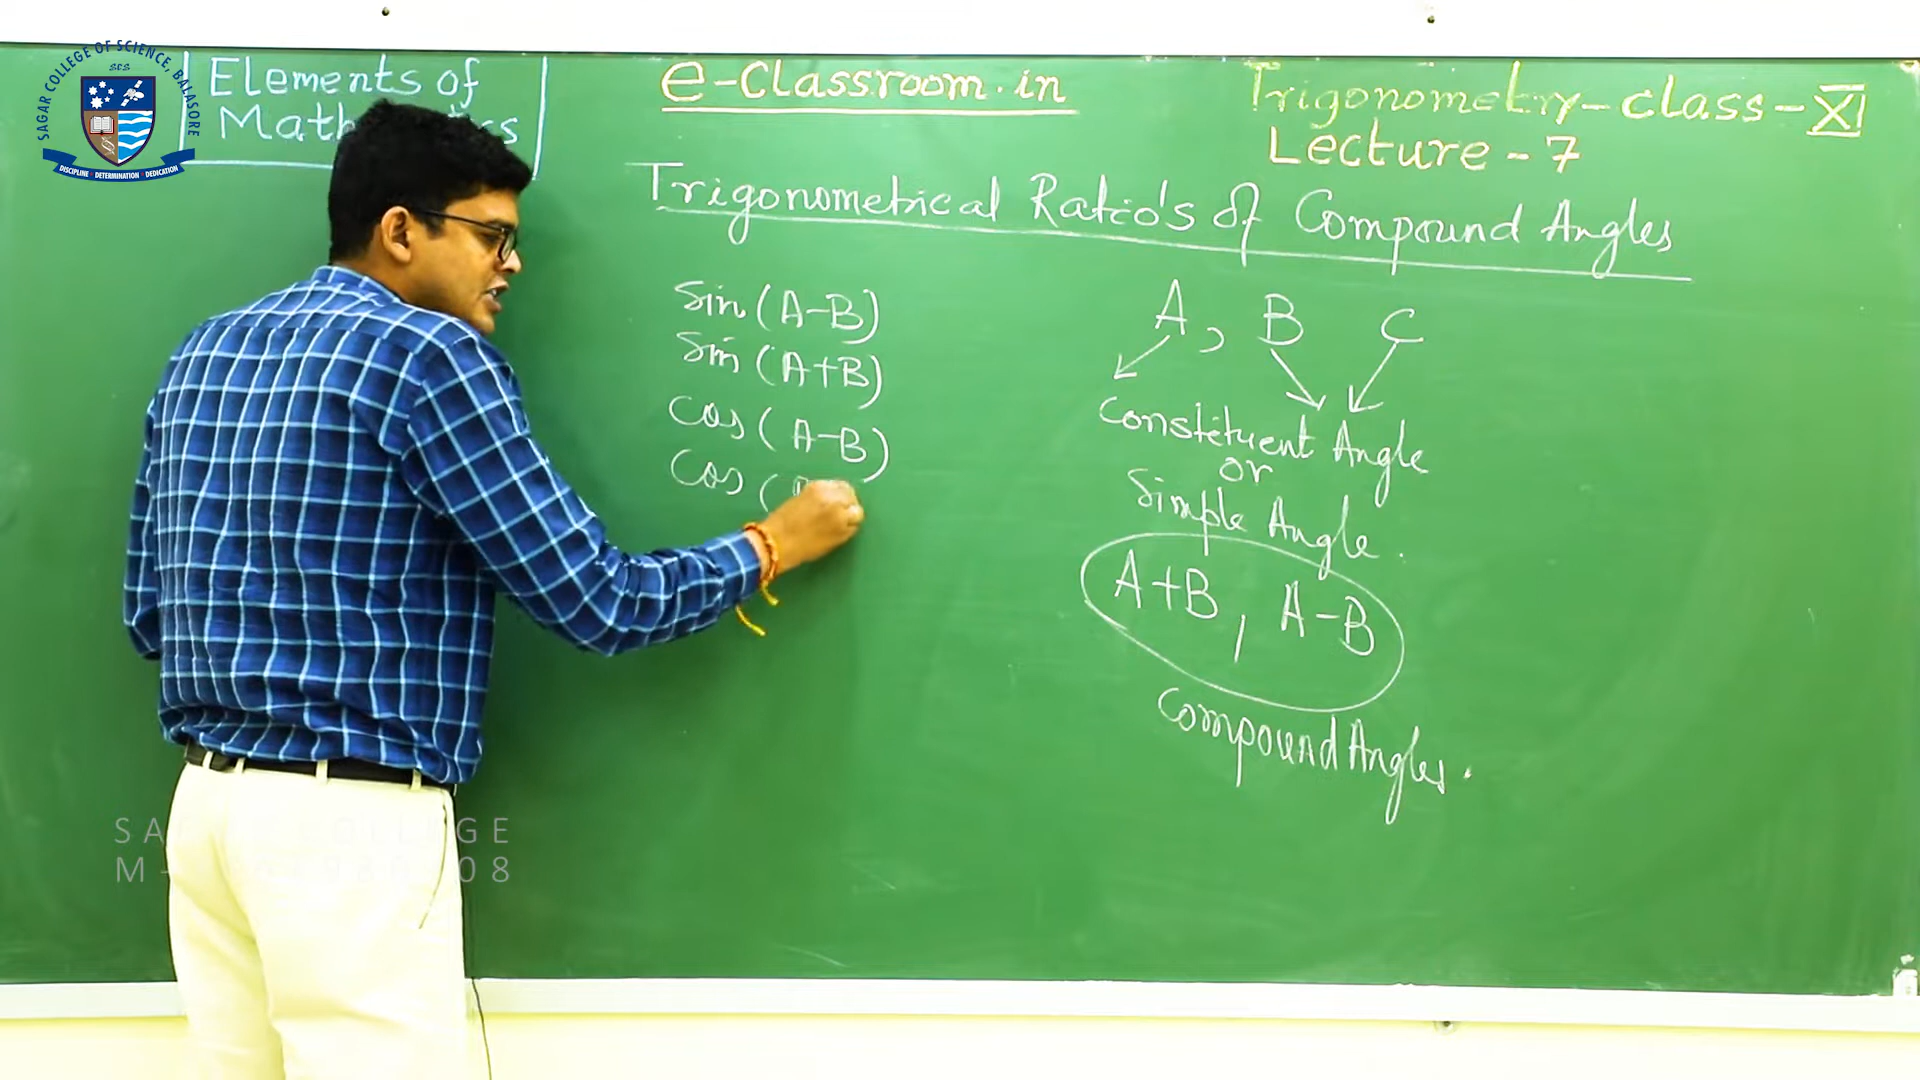 SAGAR COLLEGE OF SCIENCE, BALASORE
SCS
DISCIPLINE · DETERMINATION · DEDICATION
Elements of
e-Classroom.in
Trigonometry-class-XI
Lecture-7
Trigonometrical Ratio's of Compound Angles
Sin(A-B)
Sin(A+B)
Cos(A-B)
Cos(
A, B C
Constituent Angle
or
Simple Angle.
A+B, A-B
Compound Angles.